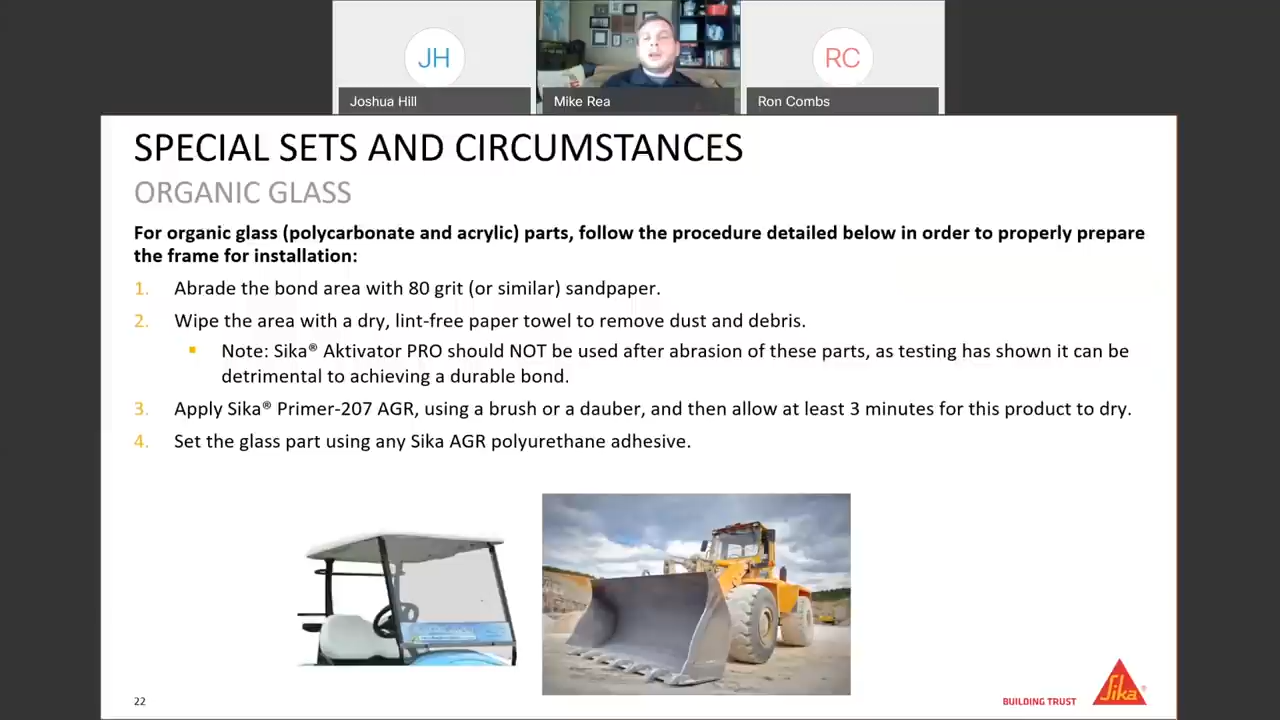 JH
RC
Joshua Hill
Mike Rea
Ron Combs
SPECIAL SETS AND CIRCUMSTANCES
ORGANIC GLASS
For organic glass (polycarbonate and acrylic) parts, follow the procedure detailed below in order to properly prepare
the frame for installation:
1. Abrade the bond area with 80 grit (or similar) sandpaper.
2. Wipe the area with a dry, lint-free paper towel to remove dust and debris.
▪ Note: Sika® Aktivator PRO should NOT be used after abrasion of these parts, as testing has shown it can be
detrimental to achieving a durable bond.
3. Apply Sika® Primer-207 AGR, using a brush or a dauber, and then allow at least 3 minutes for this product to dry.
4. Set the glass part using any Sika AGR polyurethane adhesive.
22
BUILDING TRUST
Sika®